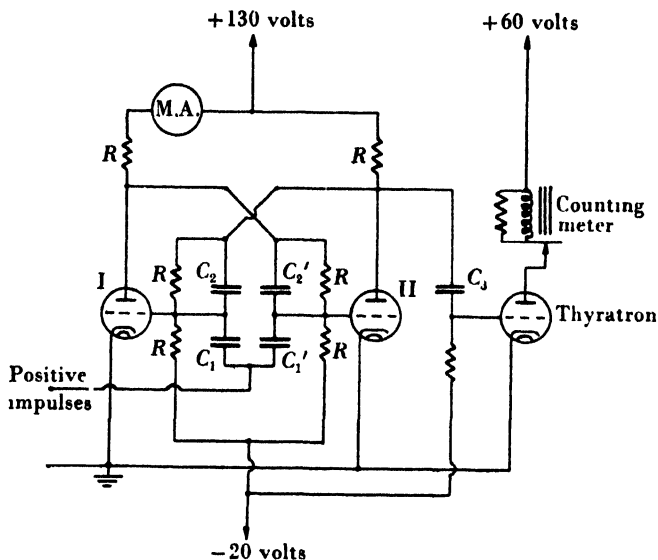 +130 volts
+60 volts
M.A.
R
R
Counting
meter
I
R
C₂
C₂′
R
II
C₃
Thyratron
R
C₁
C₁′
R
Positive
impulses
−20 volts